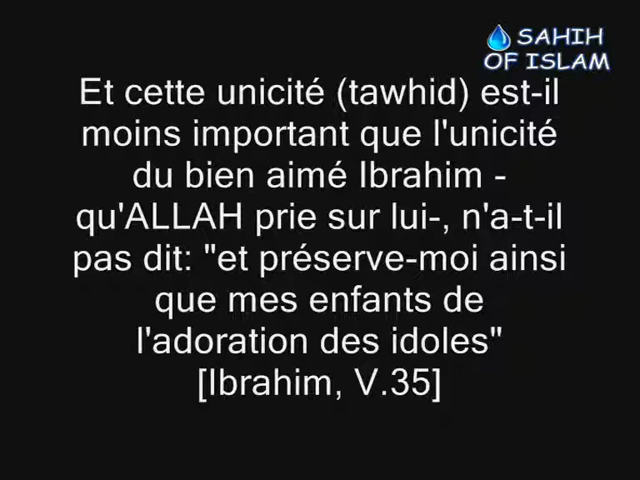 SAHIH
OF ISLAM
Et cette unicité (tawhid) est-il
moins important que l'unicité
du bien aimé Ibrahim -
qu'ALLAH prie sur lui-, n'a-t-il
pas dit: "et préserve-moi ainsi
que mes enfants de
l'adoration des idoles"
[Ibrahim, V.35]